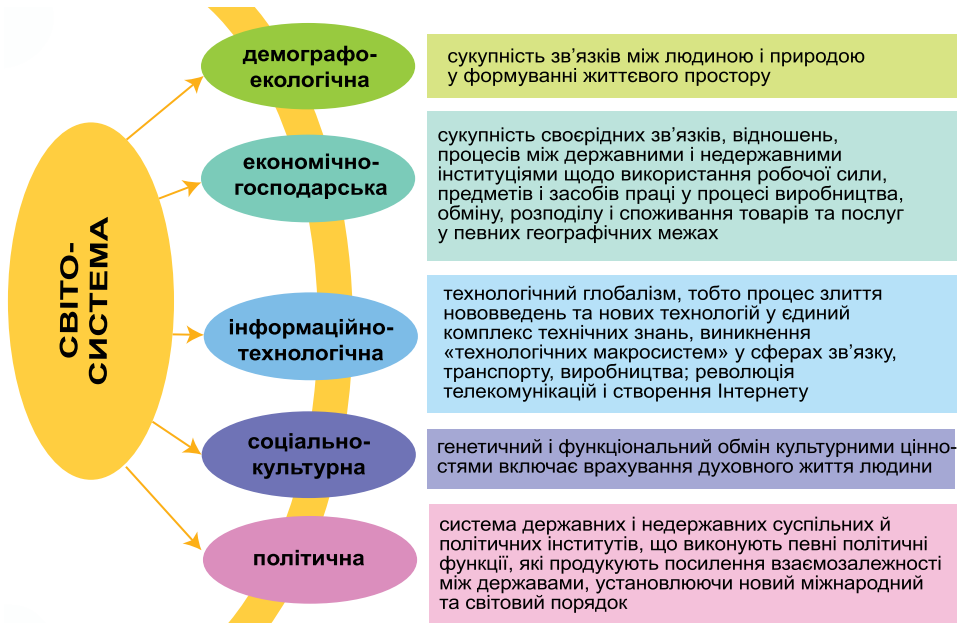 СВІТО-
СИСТЕМА
демографо-
екологічна
сукупність зв’язків між людиною і природою
у формуванні життєвого простору
економічно-
господарська
сукупність своєрідних зв’язків, відношень,
процесів між державними і недержавними
інституціями щодо використання робочої сили,
предметів і засобів праці у процесі виробництва,
обміну, розподілу і споживання товарів та послуг
у певних географічних межах
інформаційно-
технологічна
технологічний глобалізм, тобто процес злиття
нововведень та нових технологій у єдиний
комплекс технічних знань, виникнення
«технологічних макросистем» у сферах зв’язку,
транспорту, виробництва; революція
телекомунікацій і створення Інтернету
соціально-
культурна
генетичний і функціональний обмін культурними цінно-
стями включає врахування духовного життя людини
політична
система державних і недержавних суспільних й
політичних інститутів, що виконують певні політичні
функції, які продукують посилення взаємозалежності
між державами, установлюючи новий міжнародний
та світовий порядок